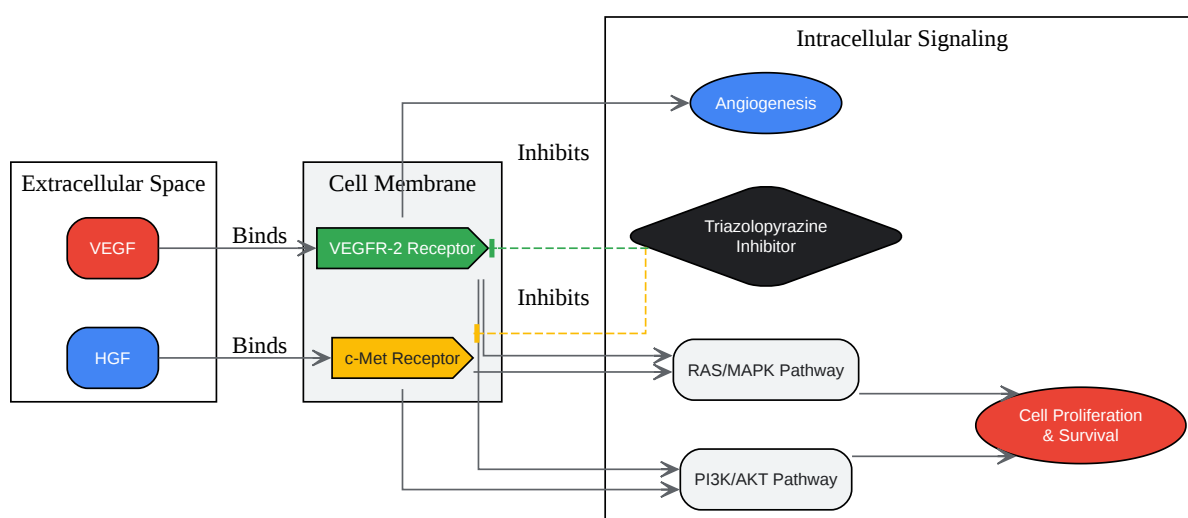 Intracellular Signaling
Angiogenesis
Inhibits
Extracellular Space
Cell Membrane
VEGF
Binds
VEGFR-2 Receptor
Triazolopyrazine
Inhibitor
Inhibits
HGF
Binds
c-Met Receptor
RAS/MAPK Pathway
Cell Proliferation
& Survival
PI3K/AKT Pathway